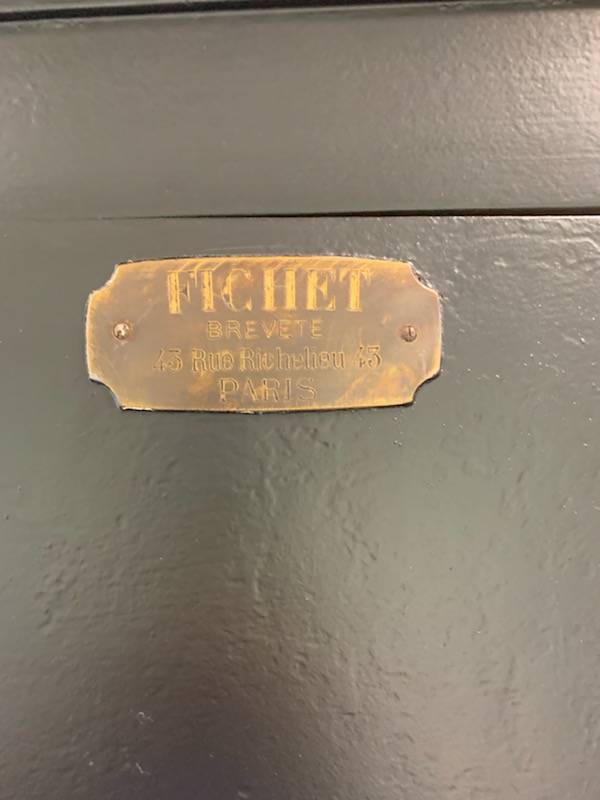 FICHET
BREVETE
43 Rue Richelieu 43
PARIS